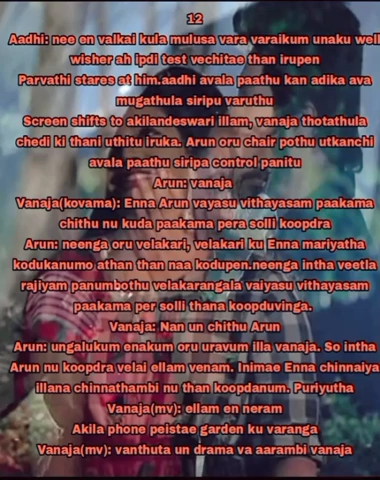 12
Aadhi: nee en valkai kula mulusa vara varaikum unaku well
wisher ah ipdi test vechitae than irupen
Parvathi stares at him.aadhi avala paathu kan adika ava
mugathula siripu varuthu
Screen shifts to akilandeswari illam, vanaja thotathula
chedi ki thani uthitu iruka. Arun oru chair pothu utkanchi
avala paathu siripa control panitu
Arun: vanaja
Vanaja(kovama): Enna Arun vayasu vithayasam paakama
chithu nu kuda paakama pera solli koopdra
Arun: neenga oru velakari, velakari ku Enna mariyatha
kodukanumo athan than naa kodupen.neenga intha veetla
rajiyam panumbothu velakarangala vaiyasu vithayasam
paakama per solli thana koopduvinga.
Vanaja: Nan un chithu Arun
Arun: ungalukum enakum oru uravum illa vanaja. So intha
Arun nu koopdra velai ellam venam. Inimae Enna chinnaiya
illana chinnathambi nu than koopdanum. Puriyutha
Vanaja(mv): ellam en neram
Akila phone peistae garden ku varanga
Vanaja(mv): vanthuta un drama va aarambi vanaja